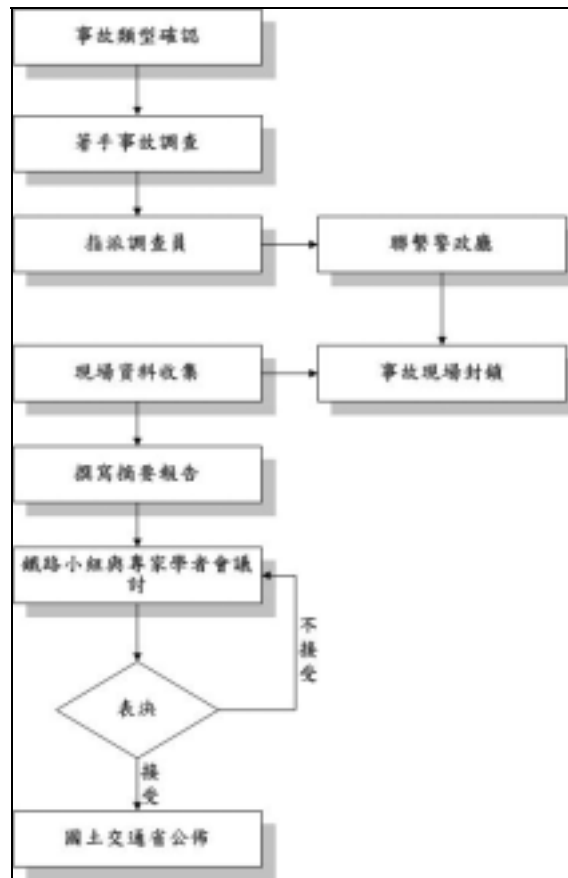 事故類型確認
著手事故調查
指派調查員
聯繫警政廳
現場資料收集
事故現場封鎖
撰寫摘要報告
鐵路小組與專家學者會議
討
不接受
表決
接受
國土交通省公佈